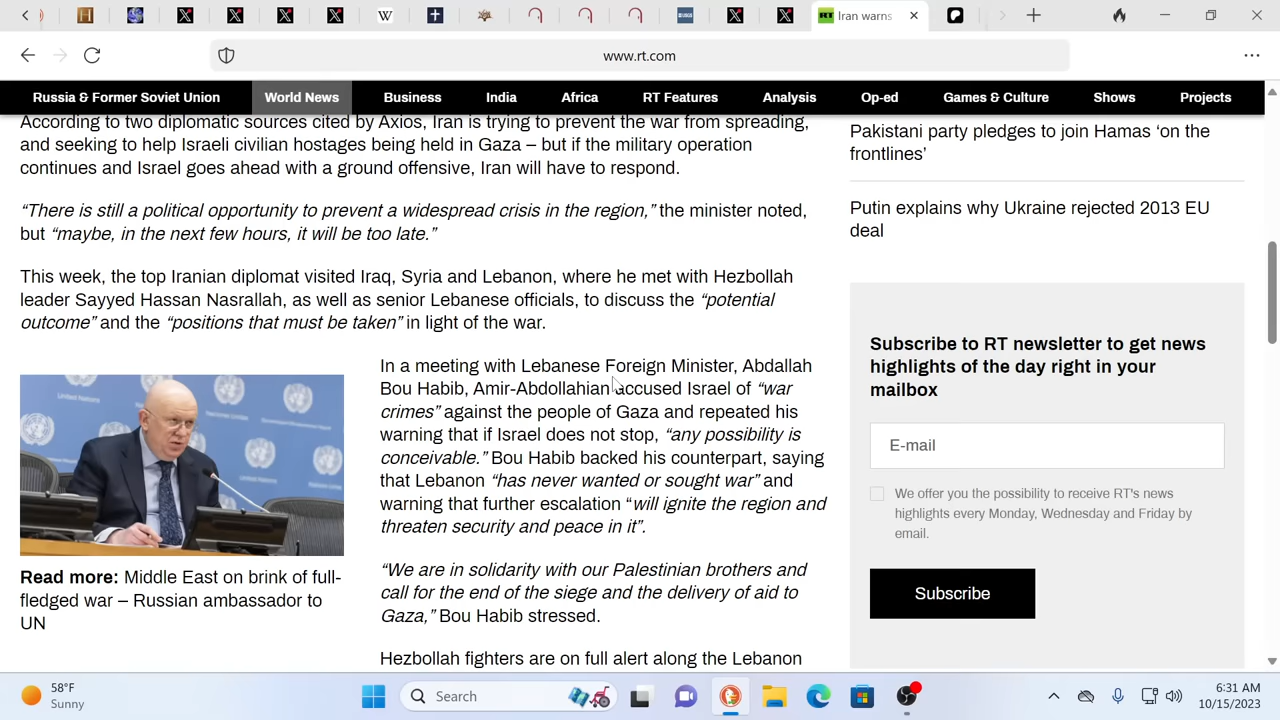 Iran warns
www.rt.com
Russia & Former Soviet Union World News Business India Africa RT Features Analysis Op-ed Games & Culture Shows Projects
According to two diplomatic sources cited by Axios, Iran is trying to prevent the war from spreading,
and seeking to help Israeli civilian hostages being held in Gaza – but if the military operation
continues and Israel goes ahead with a ground offensive, Iran will have to respond.
“There is still a political opportunity to prevent a widespread crisis in the region,” the minister noted,
but “maybe, in the next few hours, it will be too late.”
This week, the top Iranian diplomat visited Iraq, Syria and Lebanon, where he met with Hezbollah
leader Sayyed Hassan Nasrallah, as well as senior Lebanese officials, to discuss the “potential
outcome” and the “positions that must be taken” in light of the war.
In a meeting with Lebanese Foreign Minister, Abdallah
Bou Habib, Amir-Abdollahian accused Israel of “war
crimes” against the people of Gaza and repeated his
warning that if Israel does not stop, “any possibility is
conceivable.” Bou Habib backed his counterpart, saying
that Lebanon “has never wanted or sought war” and
warning that further escalation “will ignite the region and
threaten security and peace in it”.
“We are in solidarity with our Palestinian brothers and
call for the end of the siege and the delivery of aid to
Gaza,” Bou Habib stressed.
Hezbollah fighters are on full alert along the Lebanon
United Nations
Read more: Middle East on brink of full-
fledged war – Russian ambassador to
UN
Pakistani party pledges to join Hamas ‘on the
frontlines’
Putin explains why Ukraine rejected 2013 EU
deal
Subscribe to RT newsletter to get news
highlights of the day right in your
mailbox
E-mail
We offer you the possibility to receive RT's news
highlights every Monday, Wednesday and Friday by
email.
Subscribe
58°F
Sunny
Search
6:31 AM
10/15/2023